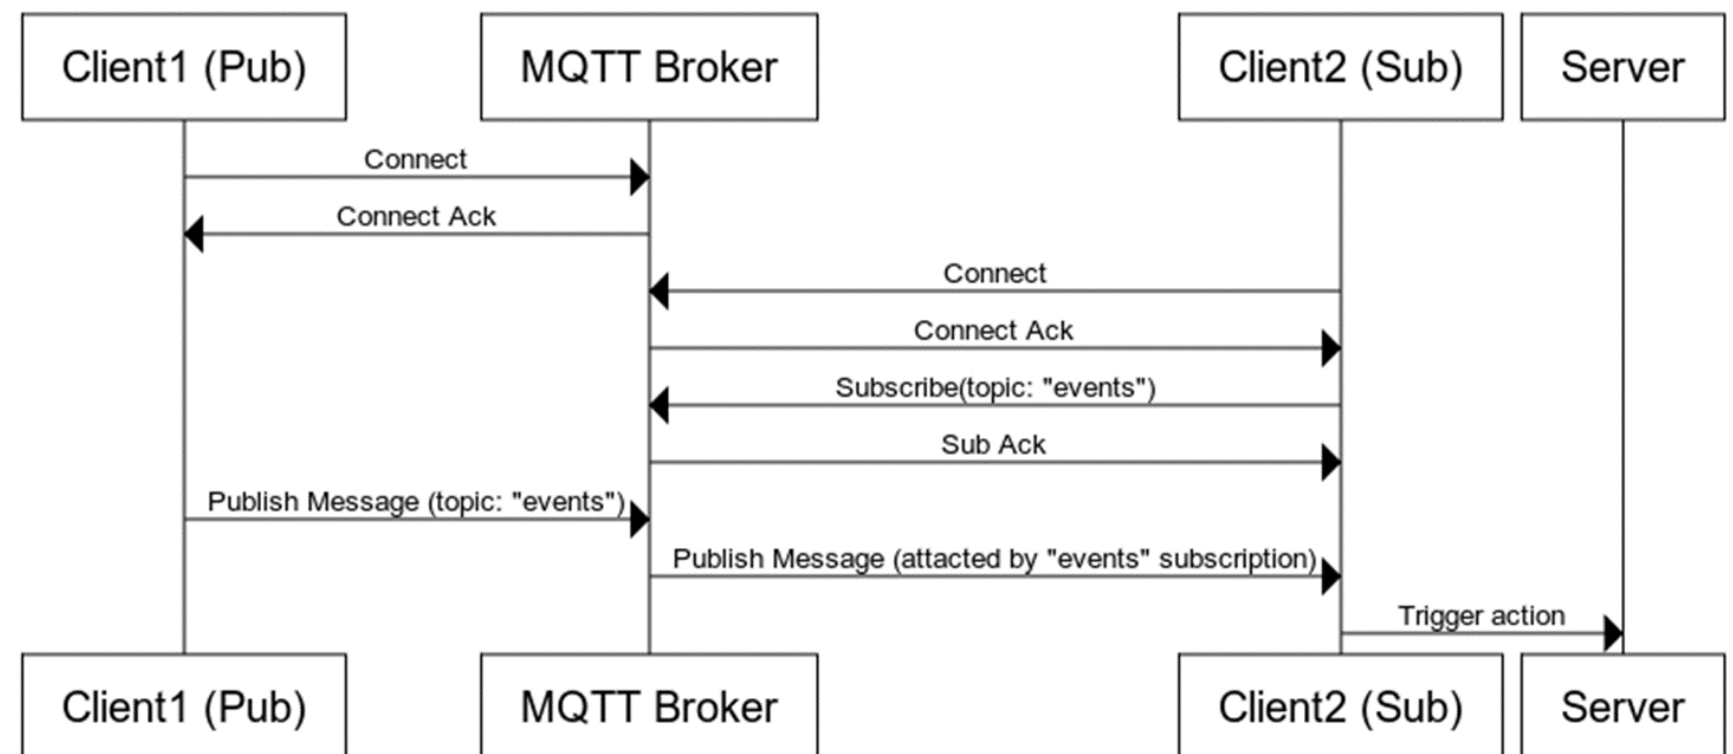 Client1 (Pub)
MQTT Broker
Client2 (Sub)
Server
Connect
Connect Ack
Connect
Connect Ack
Subscribe(topic: "events")
Sub Ack
Publish Message (topic: "events")
Publish Message (attacted by "events" subscription)
Trigger action
Client1 (Pub)
MQTT Broker
Client2 (Sub)
Server